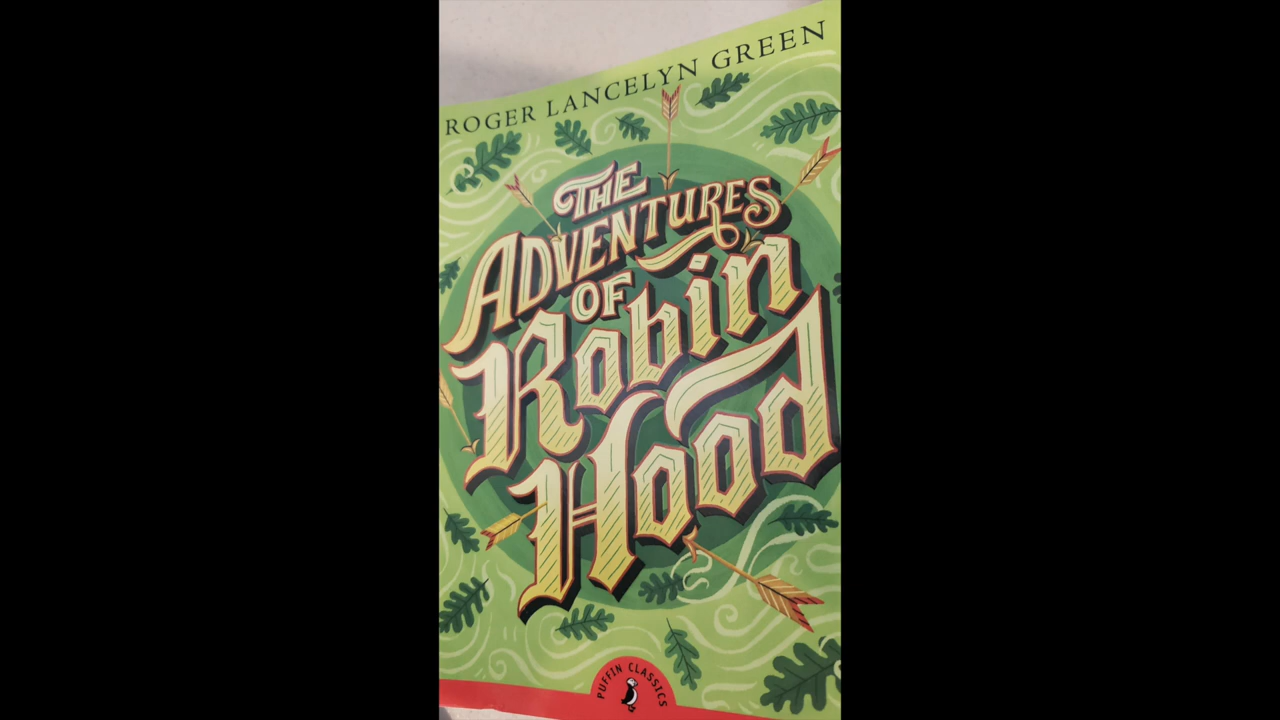 ROGER LANCELYN GREEN
THE
ADVENTURES
OF
Robin
Hood
PUFFIN CLASSICS